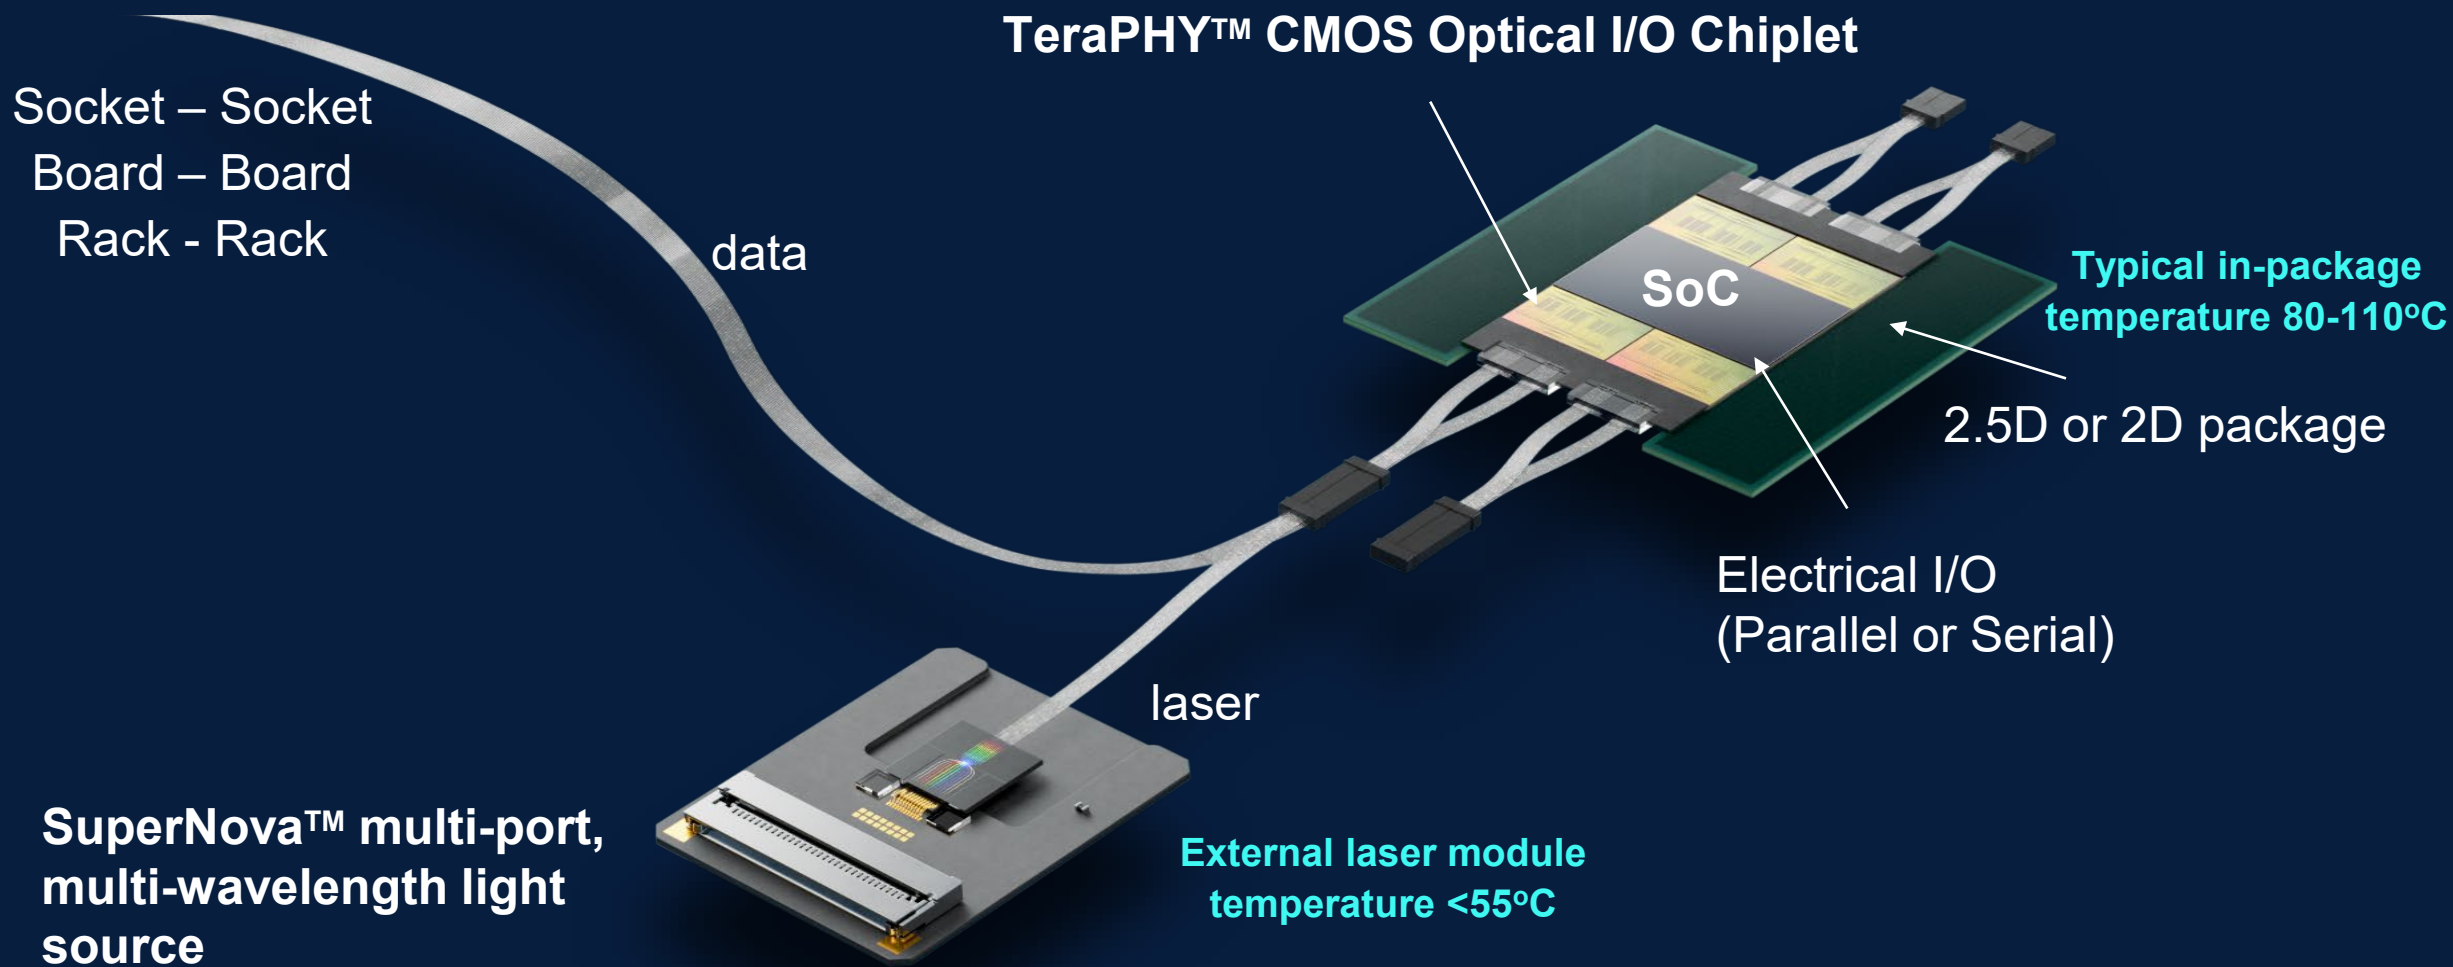 TeraPHY™ CMOS Optical I/O Chiplet
Socket – Socket
Board – Board
Rack - Rack
data
SoC
Typical in-package
temperature 80-110°C
2.5D or 2D package
Electrical I/O
(Parallel or Serial)
laser
SuperNova™ multi-port,
multi-wavelength light
source
External laser module
temperature <55°C